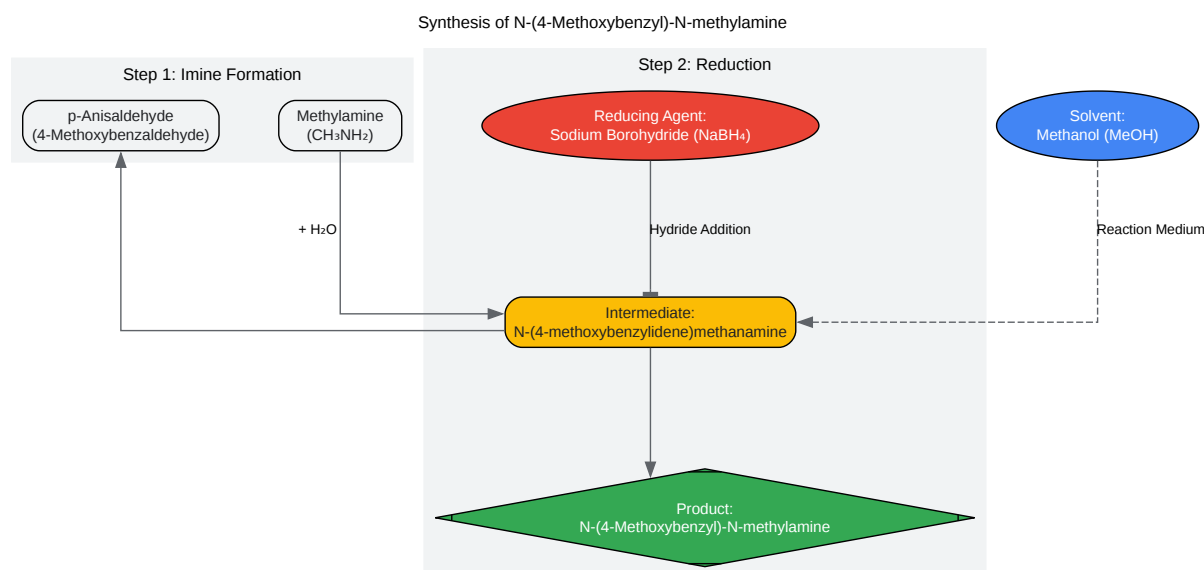 Synthesis of N-(4-Methoxybenzyl)-N-methylamine
Step 1: Imine Formation
p-Anisaldehyde
(4-Methoxybenzaldehyde)
Methylamine
(CH3NH₂)
+ H₂O
Step 2: Reduction
Reducing Agent:
Sodium Borohydride (NaBH₄)
Hydride Addition
Solvent:
Methanol (MeOH)
Reaction Medium
Intermediate:
N-(4-methoxybenzylidene)methanamine
Product:
N-(4-Methoxybenzyl)-N-methylamine